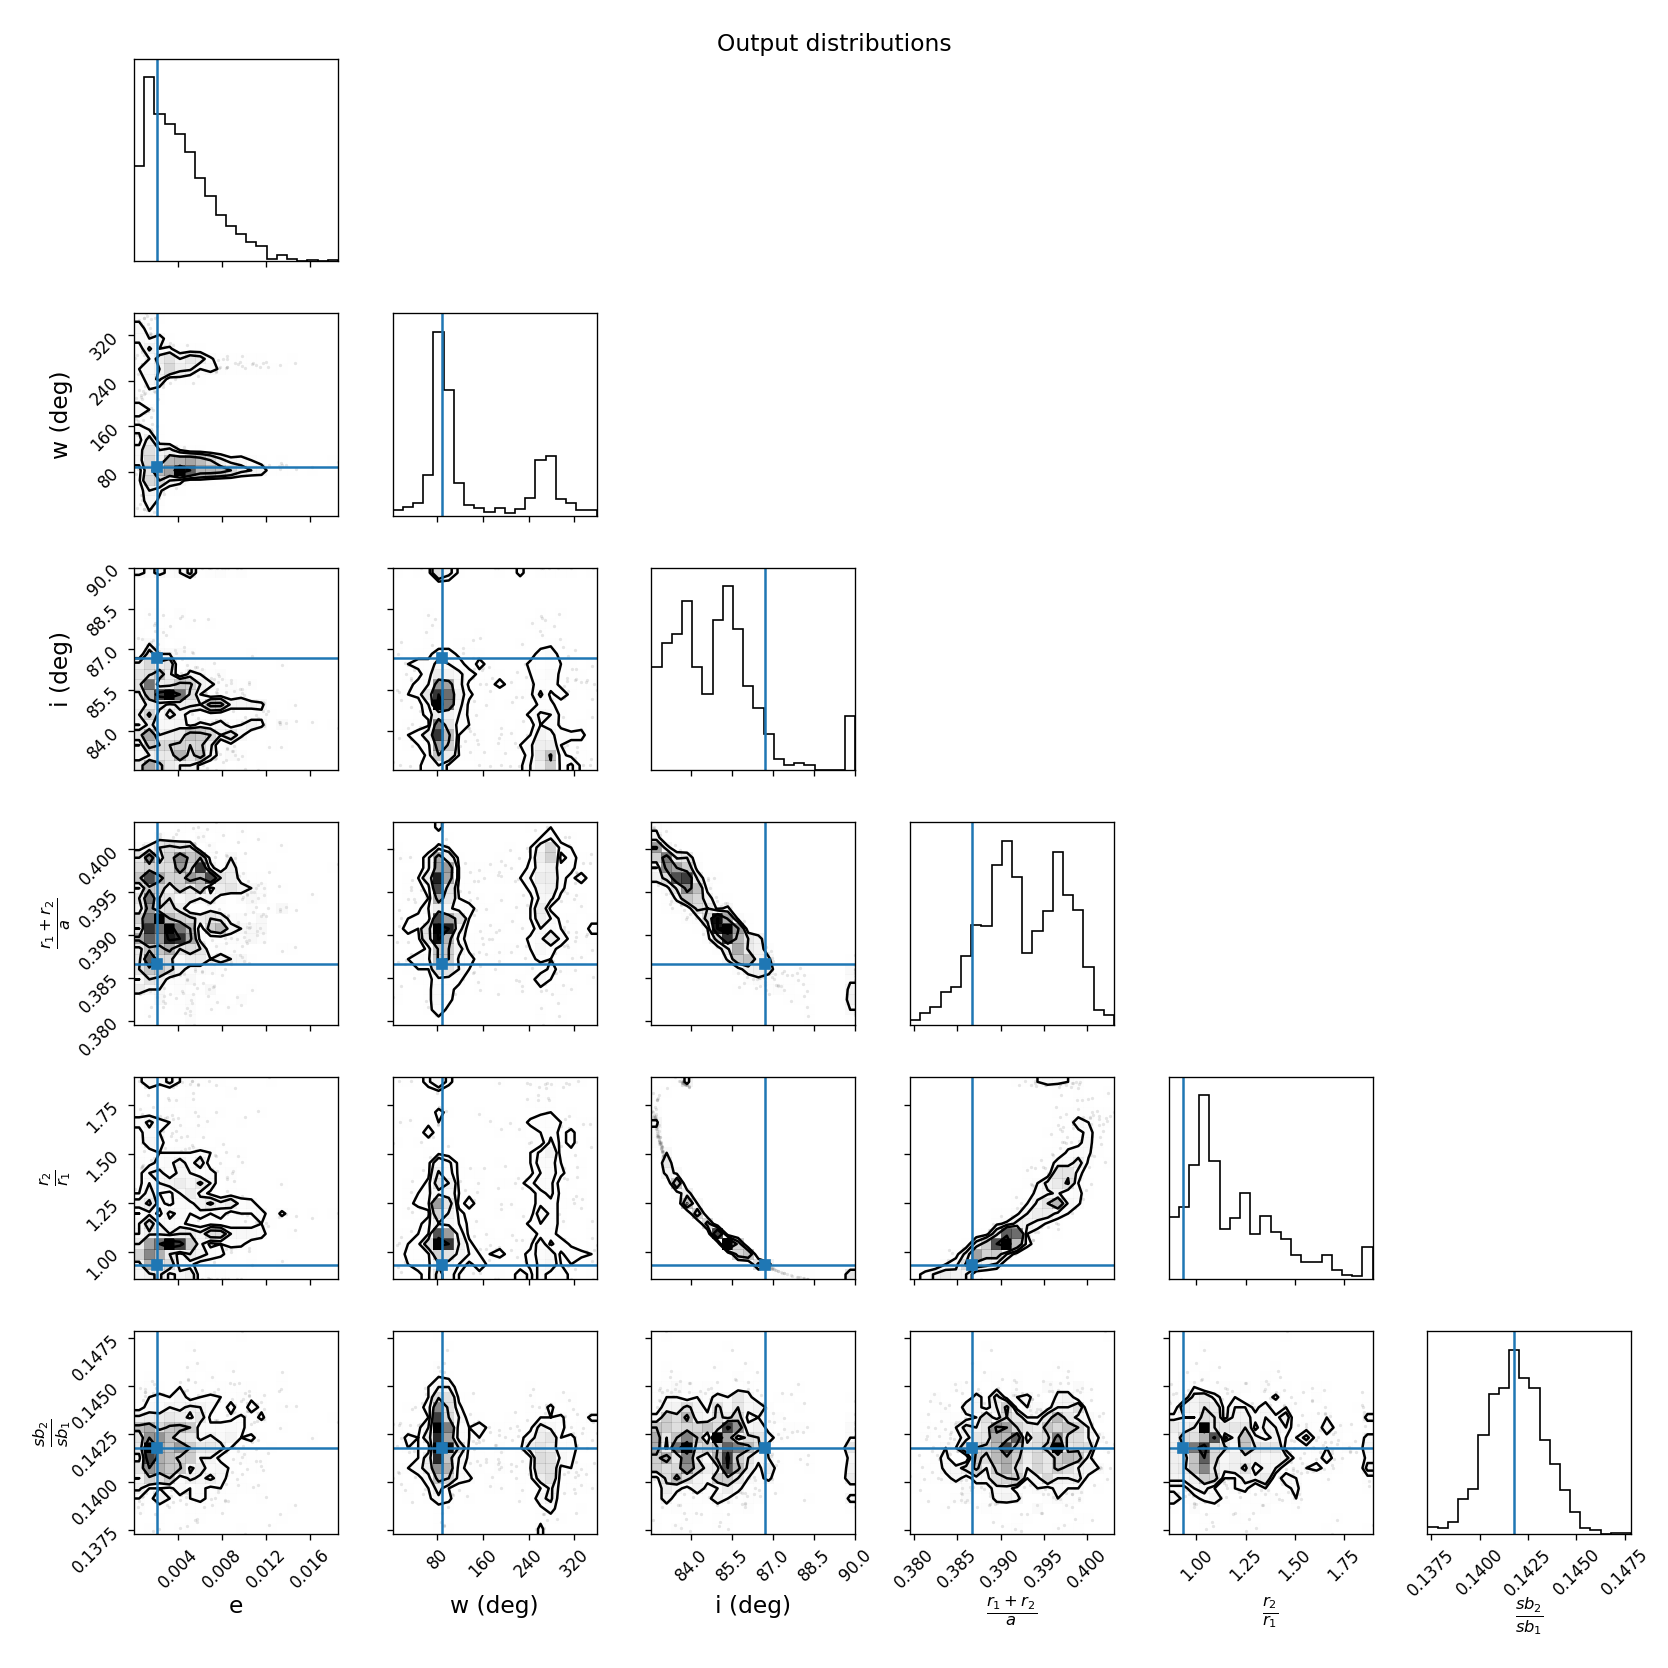 Output distributions
w (deg)
320
240
160
80
i (deg)
90.0
88.5
87.0
85.5
84.0
r₁ + r₂
a
0.400
0.395
0.390
0.385
0.380
r₂
r₁
1.75
1.50
1.25
1.00
sb₂
sb₁
0.1475
0.1450
0.1425
0.1400
0.1375
0.004 0.008 0.012 0.016
80 160 240 320
84.0 85.5 87.0 88.5 90.0
0.380 0.385 0.390 0.395 0.400
1.00 1.25 1.50 1.75
0.1375 0.1400 0.1425 0.1450 0.1475
e
w (deg)
i (deg)
r₁ + r₂
a
r₂
r₁
sb₂
sb₁